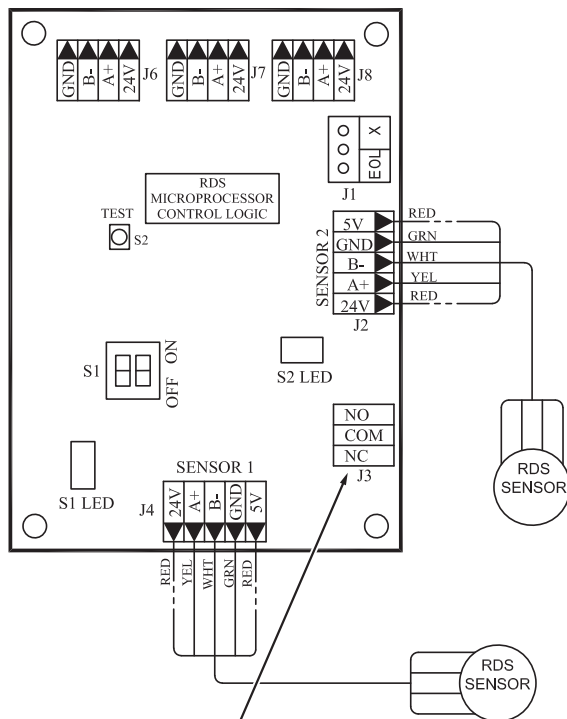 GND B- A+ 24V J6
GND B- A+ 24V J7
GND B- A+ 24V J8
X
EOL
J1
RDS
MICROPROCESSOR
CONTROL LOGIC
TEST
S2
SENSOR 2
5V RED
GND GRN
B- WHT
A+ YEL
24V RED
J2
S1
ON
OFF
S2 LED
S1 LED
NO
COM
NC
J3
SENSOR 1
J4 24V A+ B- GND 5V
RED YEL WHT GRN RED
RDS
SENSOR
RDS
SENSOR